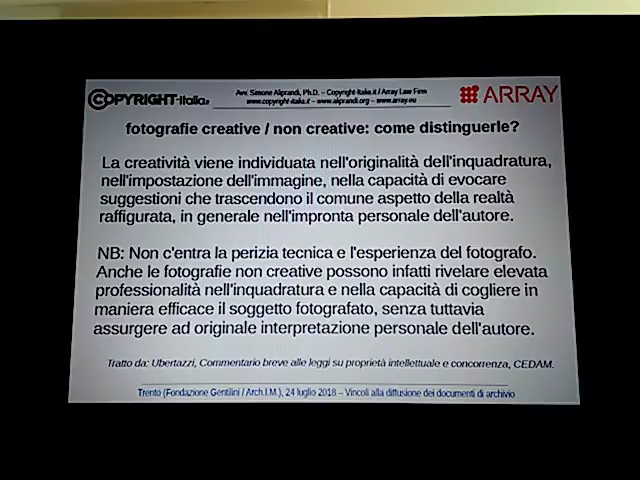 COPYRIGHT-Italia.it
Avv. Simone Aliprandi, Ph.D. – Copyright-Italia.it / Array Law Firm
www.copyright-italia.it – www.aliprandi.org – www.array.eu
ARRAY
fotografie creative / non creative: come distinguerle?
La creatività viene individuata nell'originalità dell'inquadratura,
nell'impostazione dell'immagine, nella capacità di evocare
suggestioni che trascendono il comune aspetto della realtà
raffigurata, in generale nell'impronta personale dell'autore.
NB: Non c'entra la perizia tecnica e l'esperienza del fotografo.
Anche le fotografie non creative possono infatti rivelare elevata
professionalità nell'inquadratura e nella capacità di cogliere in
maniera efficace il soggetto fotografato, senza tuttavia
assurgere ad originale interpretazione personale dell'autore.
Tratto da: Ubertazzi, Commentario breve alle leggi su proprietà intellettuale e concorrenza, CEDAM.
Trento (Fondazione Gentilini / Arch.I.M.), 24 luglio 2018 – Vincoli alla diffusione dei documenti di archivio